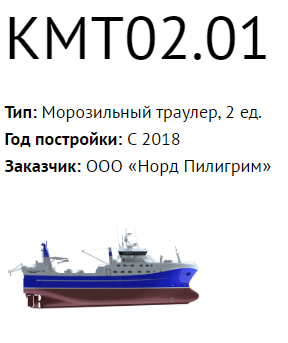 КМТ02.01
Тип: Морозильный траулер, 2 ед.
Год постройки: С 2018
Заказчик: ООО «Норд Пилигрим»